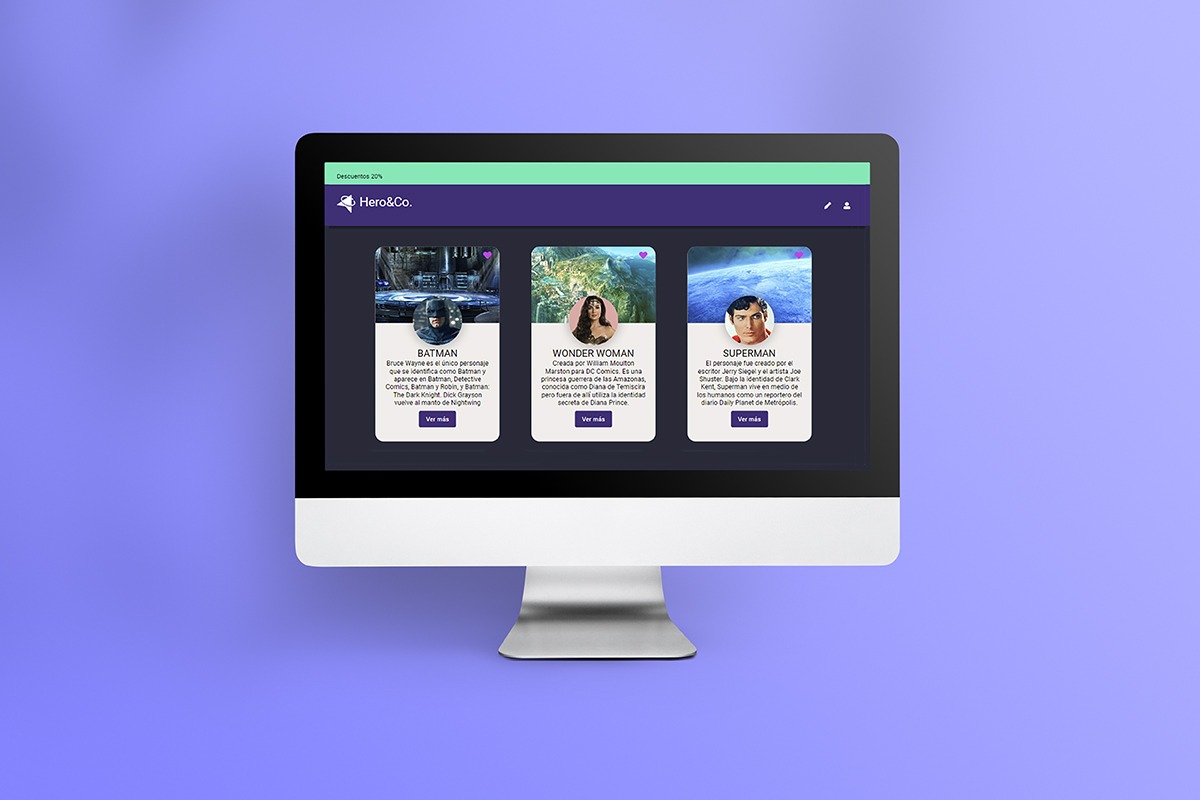 Descuentos 20%
Hero&Co.
BATMAN
Bruce Wayne es el único personaje
que se identifica como Batman y
aparece en Batman, Detective
Comics, Batman y Robin, y Batman:
The Dark Knight. Dick Grayson
vuelve al manto de Nightwing
Ver más
WONDER WOMAN
Creada por William Moulton
Marston para DC Comics. Es una
princesa guerrera de las Amazonas,
conocida como Diana de Temiscira
pero fuera de allí utiliza la identidad
secreta de Diana Prince.
Ver más
SUPERMAN
El personaje fue creado por el
escritor Jerry Siegel y el artista Joe
Shuster. Bajo la identidad de Clark
Kent, Superman vive en medio de
los humanos como un reportero del
diario Daily Planet de Metrópolis.
Ver más